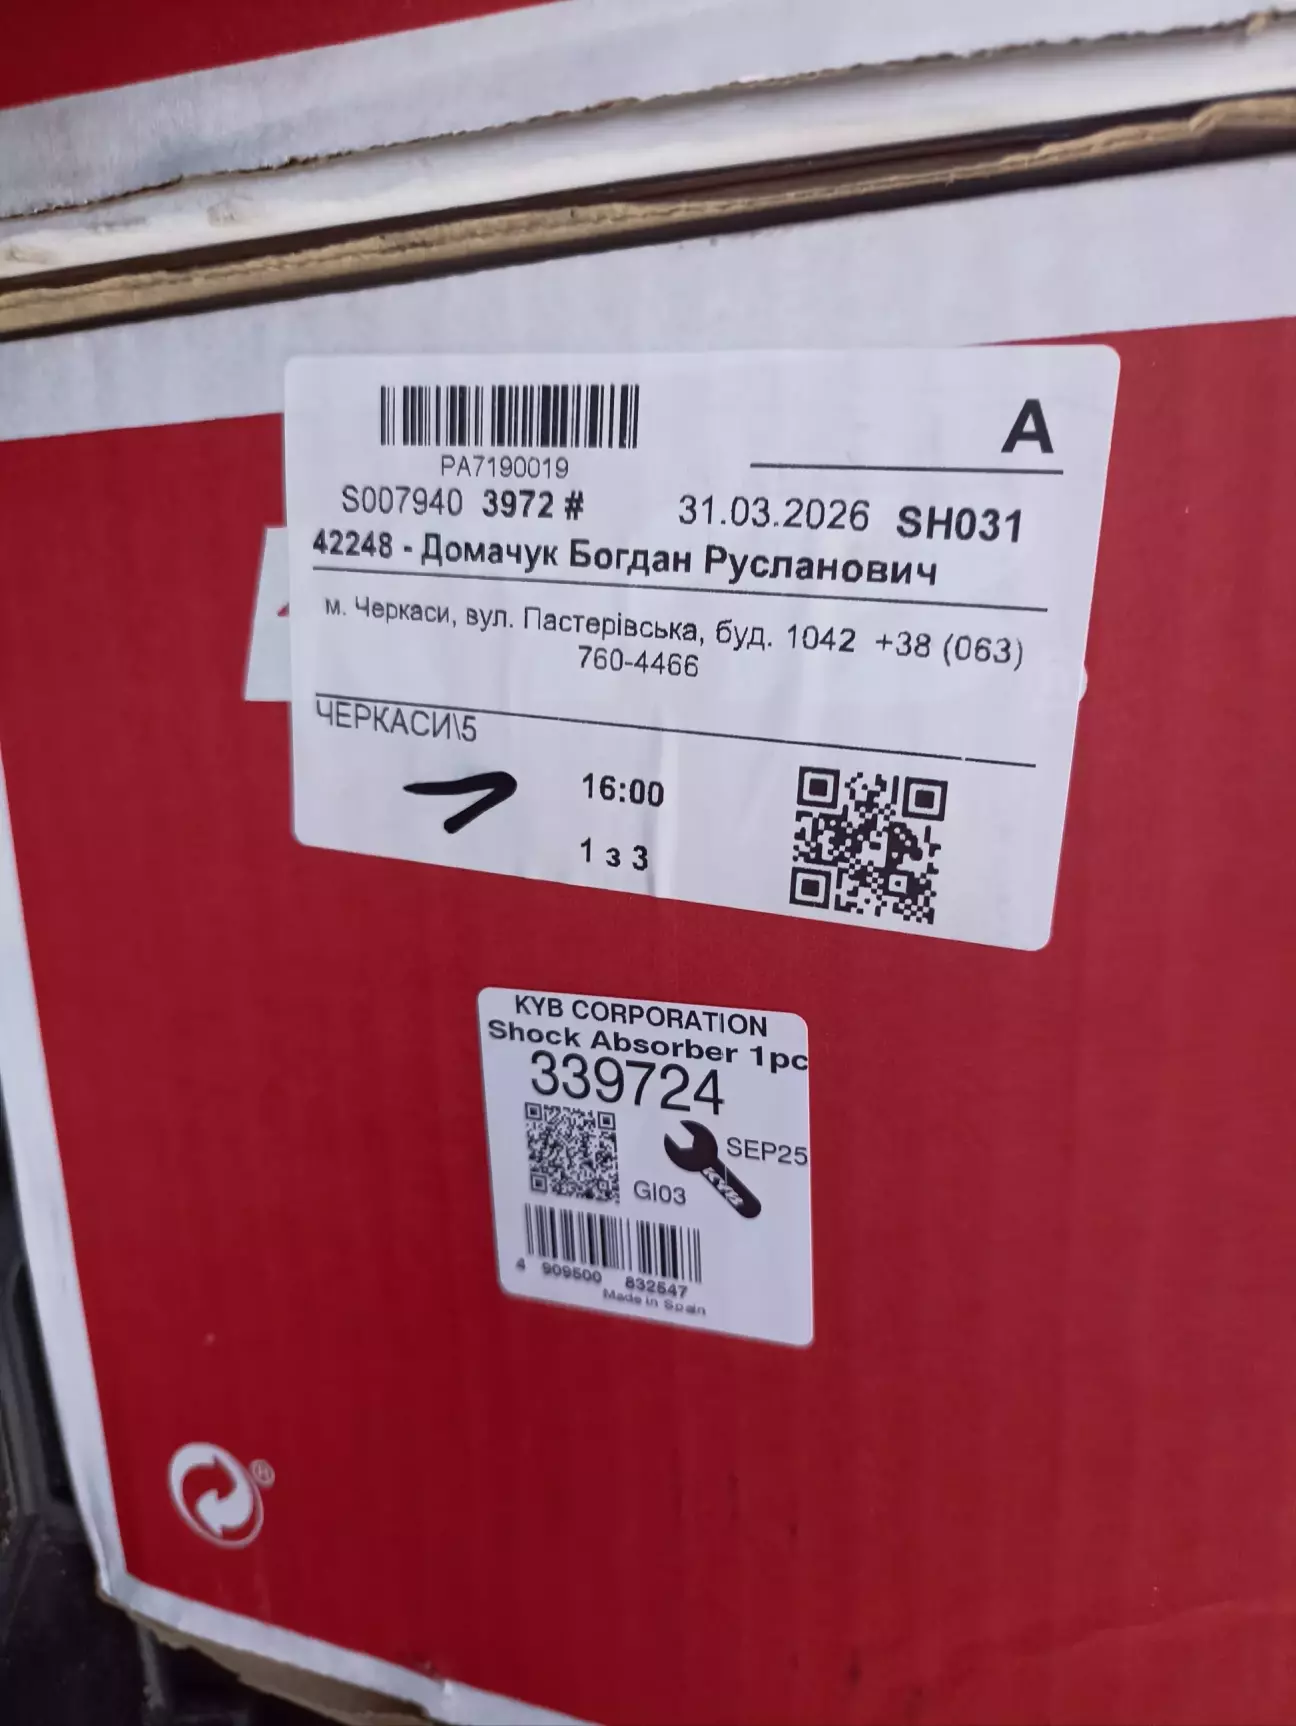 A
PA7190019
S007940 3972 # 31.03.2026 SH031
42248 - Домачук Богдан Русланович
м. Черкаси, вул. Пастерівська, буд. 1042 +38 (063)
760-4466
ЧЕРКАСИ\5
16:00
1 з 3
KYB CORPORATION
Shock Absorber 1pc
339724
SEP25
KYB
GI03
4 909500 832547
Made in Spain
®